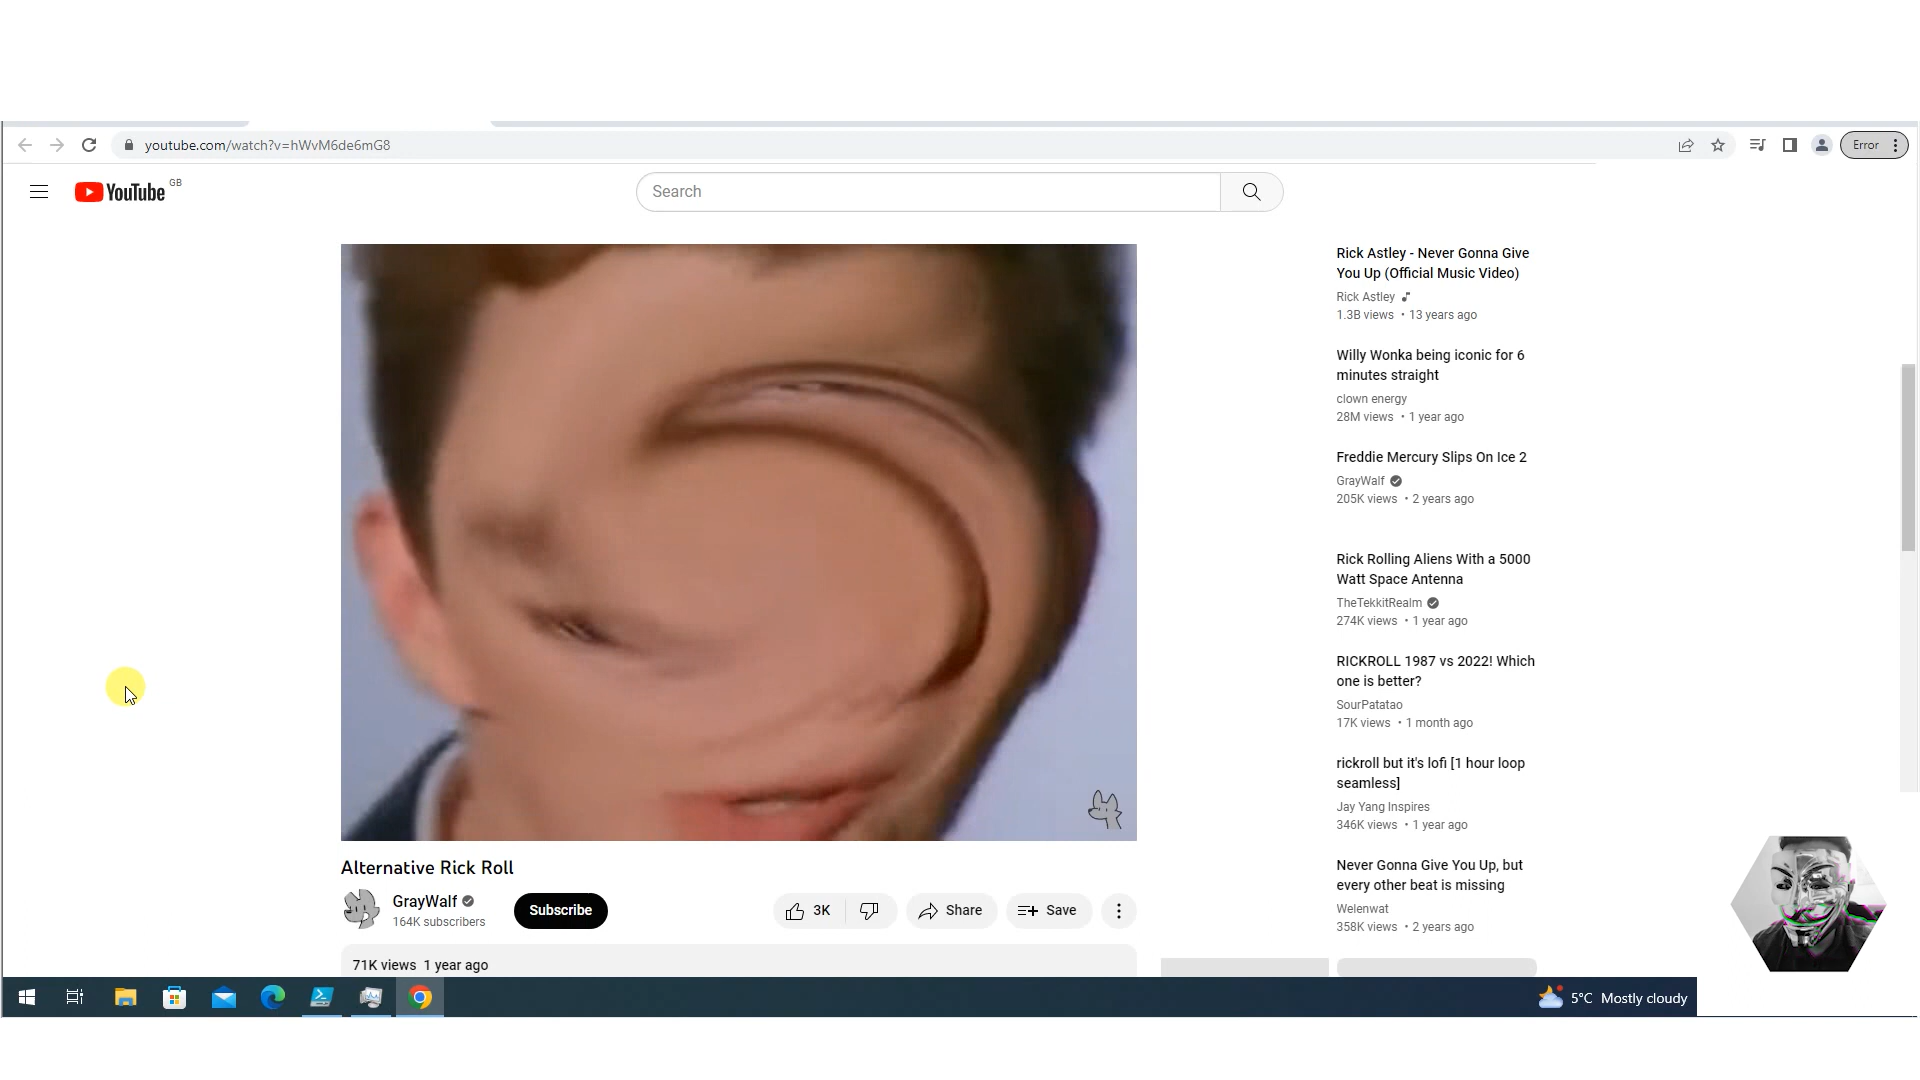 youtube.com/watch?v=hWvM6de6mG8
Error
YouTube GB
Search
Rick Astley - Never Gonna Give
You Up (Official Music Video)
Rick Astley
1.3B views • 13 years ago
Willy Wonka being iconic for 6
minutes straight
clown energy
28M views • 1 year ago
Freddie Mercury Slips On Ice 2
GrayWalf
205K views • 2 years ago
Rick Rolling Aliens With a 5000
Watt Space Antenna
TheTekkitRealm
274K views • 1 year ago
RICKROLL 1987 vs 2022! Which
one is better?
SourPatatao
17K views • 1 month ago
rickroll but it's lofi [1 hour loop
seamless]
Jay Yang Inspires
346K views • 1 year ago
Never Gonna Give You Up, but
every other beat is missing
Welenwat
358K views • 2 years ago
Alternative Rick Roll
GrayWalf
164K subscribers
Subscribe
3K
Share
Save
71K views 1 year ago
5°C Mostly cloudy